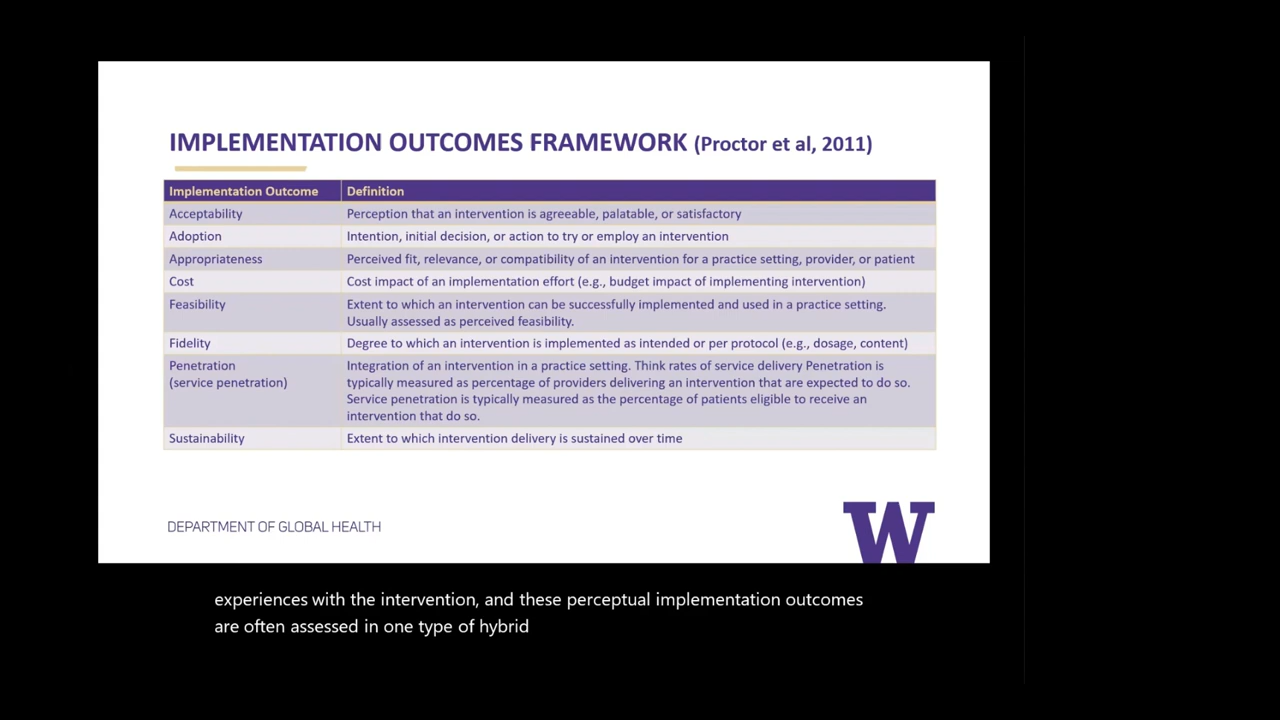 IMPLEMENTATION OUTCOMES FRAMEWORK (Proctor et al, 2011)
Implementation Outcome Definition
Acceptability Perception that an intervention is agreeable, palatable, or satisfactory
Adoption Intention, initial decision, or action to try or employ an intervention
Appropriateness Perceived fit, relevance, or compatibility of an intervention for a practice setting, provider, or patient
Cost Cost impact of an implementation effort (e.g., budget impact of implementing intervention)
Feasibility Extent to which an intervention can be successfully implemented and used in a practice setting.
Usually assessed as perceived feasibility.
Fidelity Degree to which an intervention is implemented as intended or per protocol (e.g., dosage, content)
Penetration Integration of an intervention in a practice setting. Think rates of service delivery Penetration is
(service penetration) typically measured as percentage of providers delivering an intervention that are expected to do so.
Service penetration is typically measured as the percentage of patients eligible to receive an
intervention that do so.
Sustainability Extent to which intervention delivery is sustained over time
DEPARTMENT OF GLOBAL HEALTH
W
experiences with the intervention, and these perceptual implementation outcomes
are often assessed in one type of hybrid